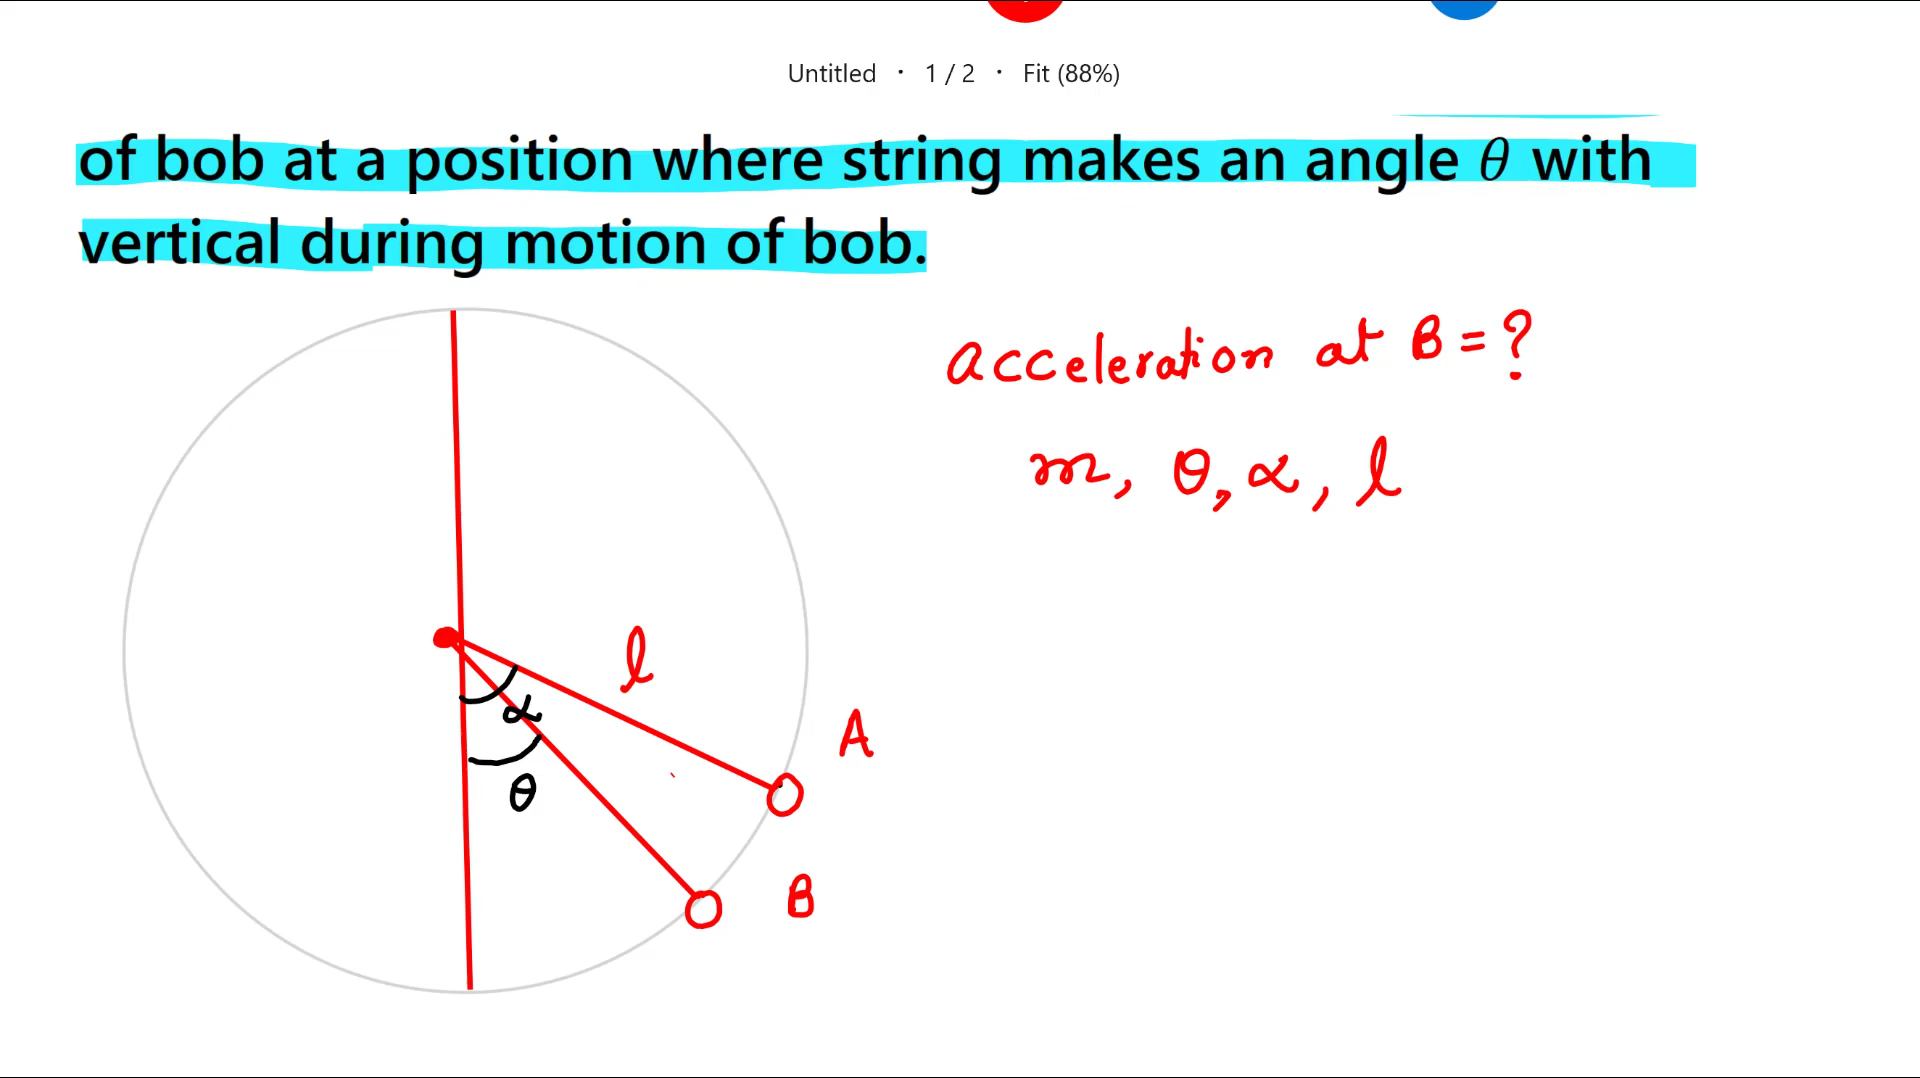 Untitled · 1 / 2 · Fit (88%)
of bob at a position where string makes an angle θ with
vertical during motion of bob.
acceleration at B = ?
m, θ, α, l
l
α
A
θ
B